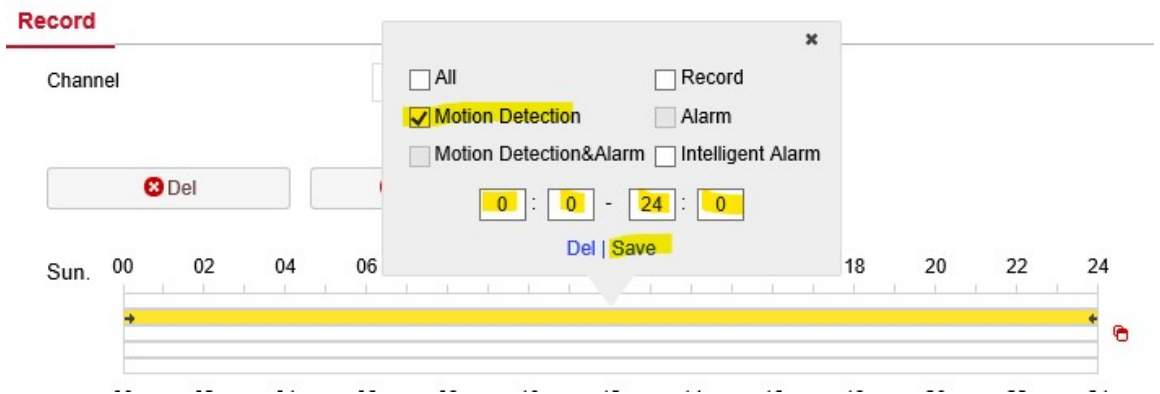 Record
Channel
All
Record
Motion Detection
Alarm
Motion Detection&Alarm
Intelligent Alarm
0 : 0 - 24 : 0
Del | Save
Del
Sun. 00 02 04 06 18 20 22 24